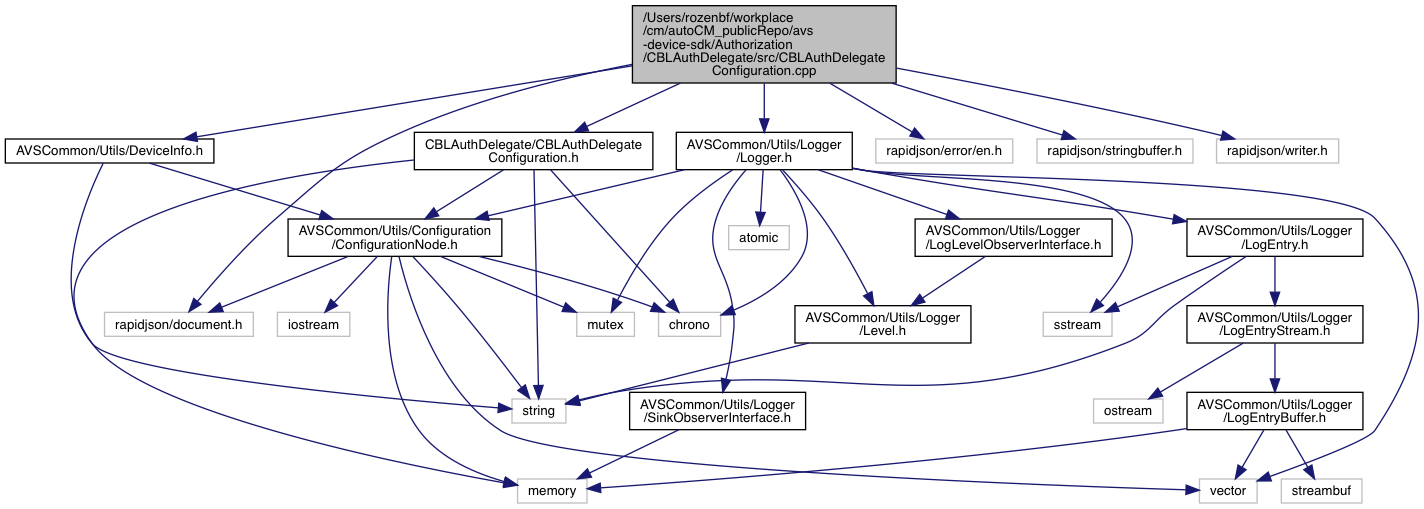 /Users/rozenbf/workplace
/cm/autoCM_publicRepo/avs
-device-sdk/Authorization
/CBLAuthDelegate/src/CBLAuthDelegate
Configuration.cpp
AVSCommon/Utils/DeviceInfo.h
CBLAuthDelegate/CBLAuthDelegate
Configuration.h
AVSCommon/Utils/Logger
/Logger.h
rapidjson/error/en.h
rapidjson/stringbuffer.h
rapidjson/writer.h
AVSCommon/Utils/Configuration
/ConfigurationNode.h
atomic
AVSCommon/Utils/Logger
/LogLevelObserverInterface.h
AVSCommon/Utils/Logger
/LogEntry.h
rapidjson/document.h
iostream
mutex
chrono
AVSCommon/Utils/Logger
/Level.h
sstream
AVSCommon/Utils/Logger
/LogEntryStream.h
string
AVSCommon/Utils/Logger
/SinkObserverInterface.h
ostream
AVSCommon/Utils/Logger
/LogEntryBuffer.h
memory
vector
streambuf